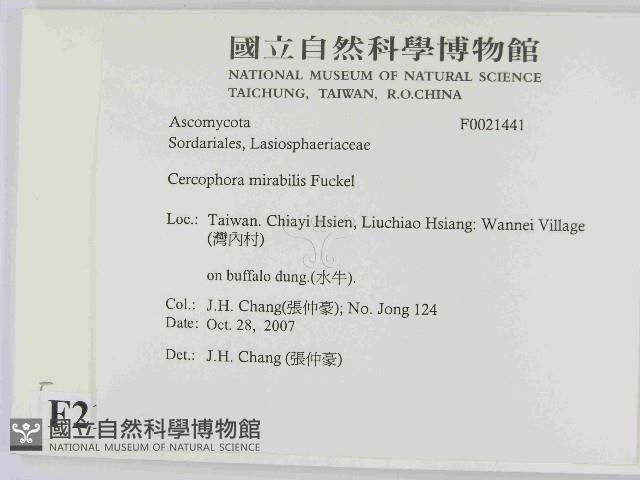 國立自然科學博物館
NATIONAL MUSEUM OF NATURAL SCIENCE
TAICHUNG, TAIWAN, R.O.CHINA
Ascomycota F0021441
Sordariales, Lasiosphaeriaceae
Cercophora mirabilis Fuckel
Loc.: Taiwan. Chiayi Hsien, Liuchiao Hsiang: Wannei Village
(灣內村)
on buffalo dung.(水牛).
Col.: J.H. Chang(張仲豪); No. Jong 124
Date: Oct. 28, 2007
Det.: J.H. Chang (張仲豪)
F2
國立自然科學博物館
NATIONAL MUSEUM OF NATURAL SCIENCE